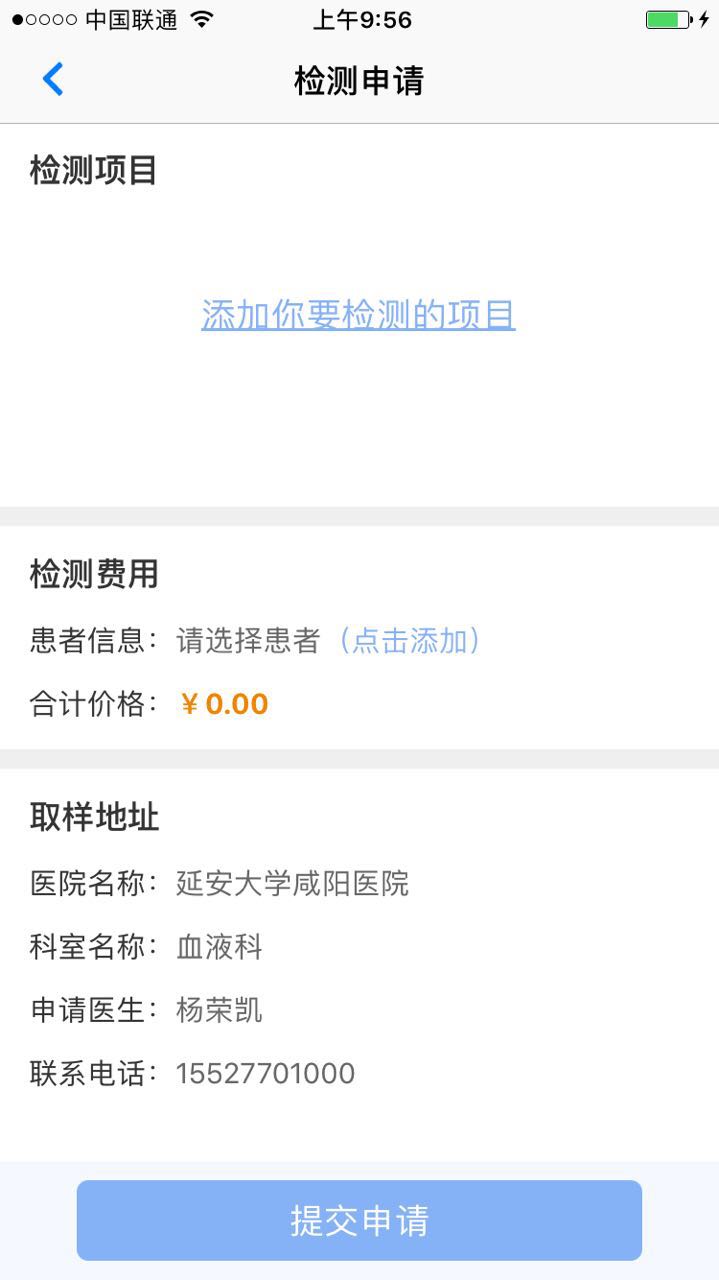 中国联通 上午9:56
检测申请
检测项目
添加你要检测的项目
检测费用
患者信息：请选择患者（点击添加）
合计价格：￥0.00
取样地址
医院名称：延安大学咸阳医院
科室名称：血液科
申请医生：杨荣凯
联系电话：15527701000
提交申请